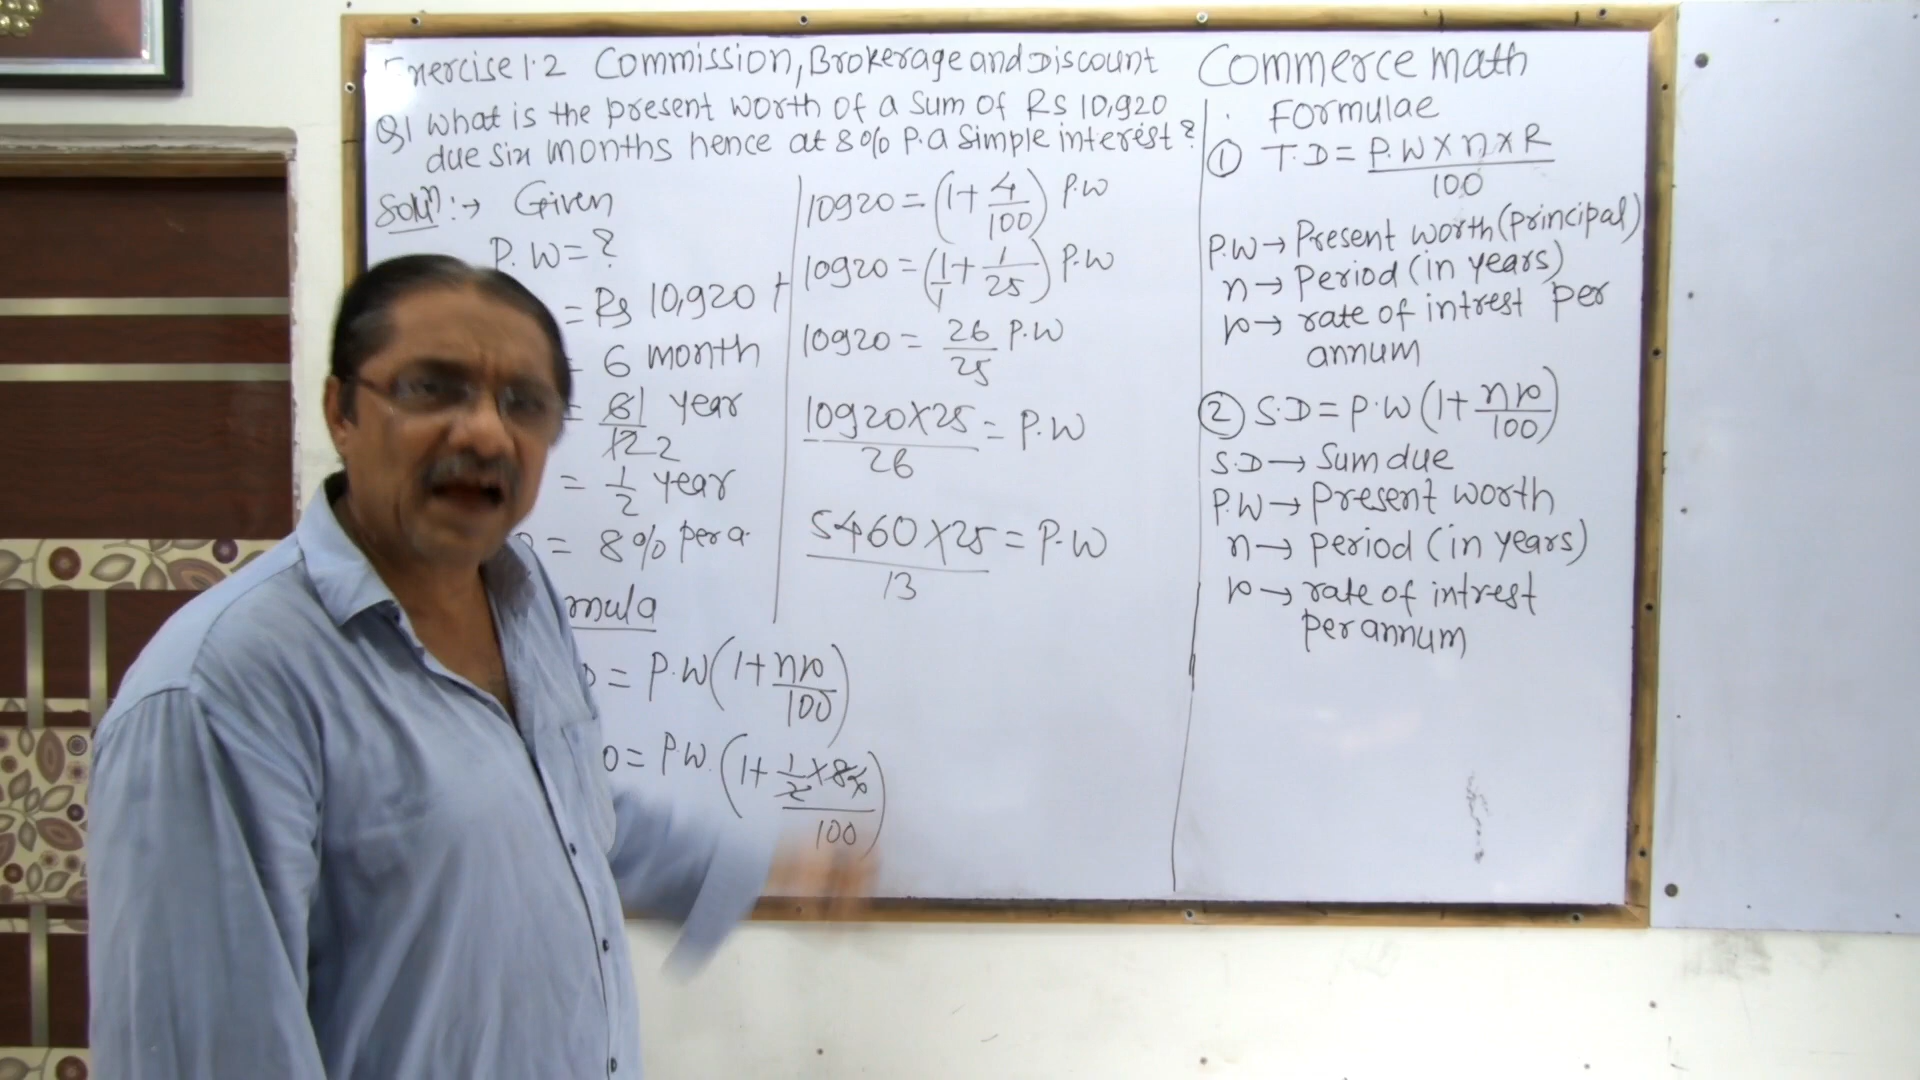 Exercise 1.2 Commission, Brokerage and Discount
Q1 What is the present worth of a sum of Rs 10,920
due six months hence at 8% P.a simple interest?
Soluⁿ :→ Given
P.W = ?
= Rs 10,920
= 6 month
= 6/12 1/2 year
= 1/2 year
= 8% per a.
mula
= P.W (1 + nr/100)
0 = P.W. (1 + 1/2 × 8/100)
10920 = (1 + 4/100) P.W
10920 = (1/1 + 1/25) P.W
10920 = 26/25 P.W
10920 × 25/26 = P.W
5460 × 25/13 = P.W
Commerce math
Formulae
① T.D = P.W × n × R/100
P.W → Present worth (principal)
n → Period (in years)
r → rate of intrest per
annum
② S.D = P.W (1 + nr/100)
S.D → Sum due
P.W → Present worth
n → period (in years)
r → rate of intrest
per annum